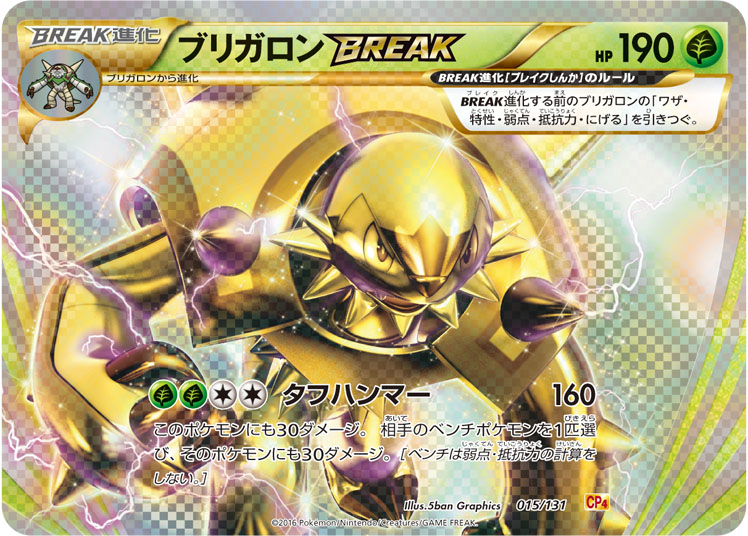 BREAK進化
ブリガロン BREAK
HP 190
ブリガロンから進化
BREAK進化[ブレイクしんか]のルール
BREAK進化する前のブリガロンの「ワザ・
特性・弱点・抵抗力・にげる」を引きつぐ。
タフハンマー 160
このポケモンにも30ダメージ。 相手のベンチポケモンを1匹選
び、そのポケモンにも30ダメージ。[ベンチは弱点・抵抗力の計算を
しない。]
Illus.5ban Graphics 015/131 CP4
©2016 Pokémon/Nintendo/Creatures/GAME FREAK.